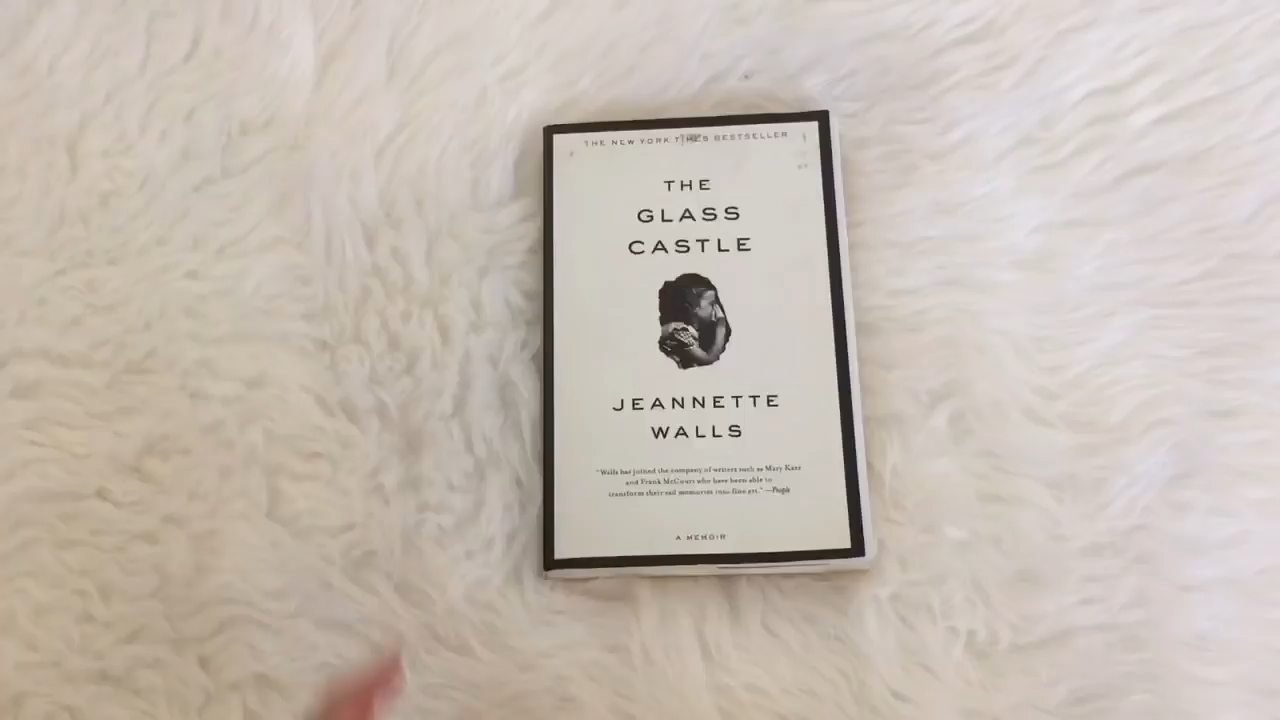 THE NEW YORK TIMES BESTSELLER
THE
GLASS
CASTLE
JEANNETTE
WALLS
"Walls has joined the company of writers such as Mary Karr
and Frank McCourt who have been able to
transform their sad memories into fine art." —People
A MEMOIR